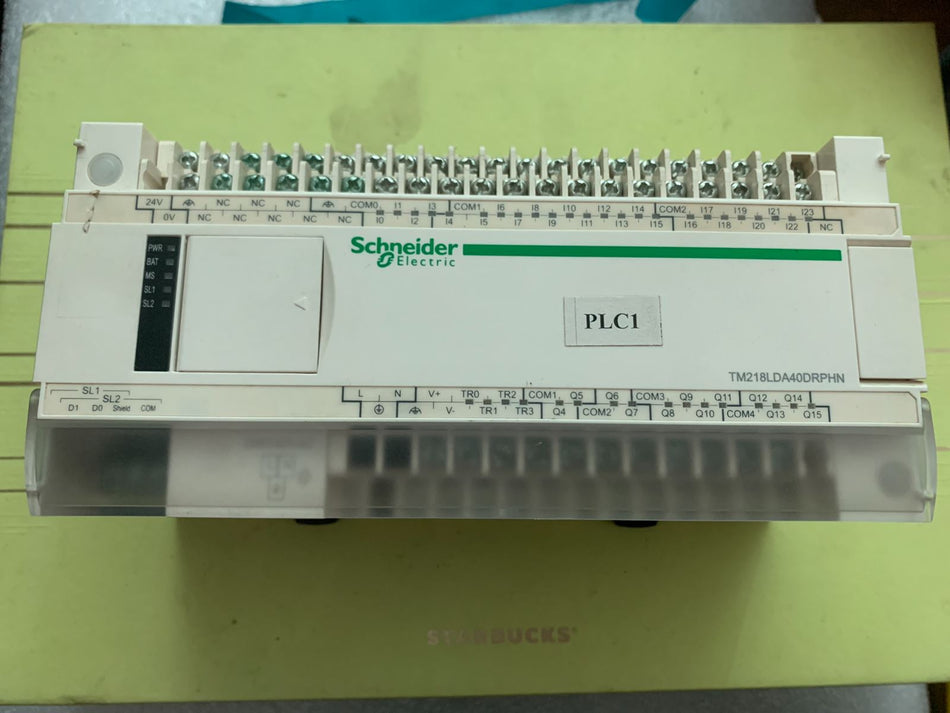 24V NC NC NC COM0 I1 I3 COM1 I6 I8 I10 I12 I14 COM2 I17 I19 I21 I23
0V NC NC NC NC NC I0 I2 I4 I5 I7 I9 I11 I13 I15 I16 I18 I20 I22 NC
PWR
BAT
MS
SL1
SL2
Schneider
Electric
PLC1
TM218LDA40DRPHN
SL1
SL2
D1 D0 Shield COM
L N V+ TR0 TR2 COM1 Q5 Q6 COM3 Q9 Q11 Q12 Q14
V- TR1 TR3 Q4 COM2 Q7 Q8 Q10 COM4 Q13 Q15
STARBUCKS